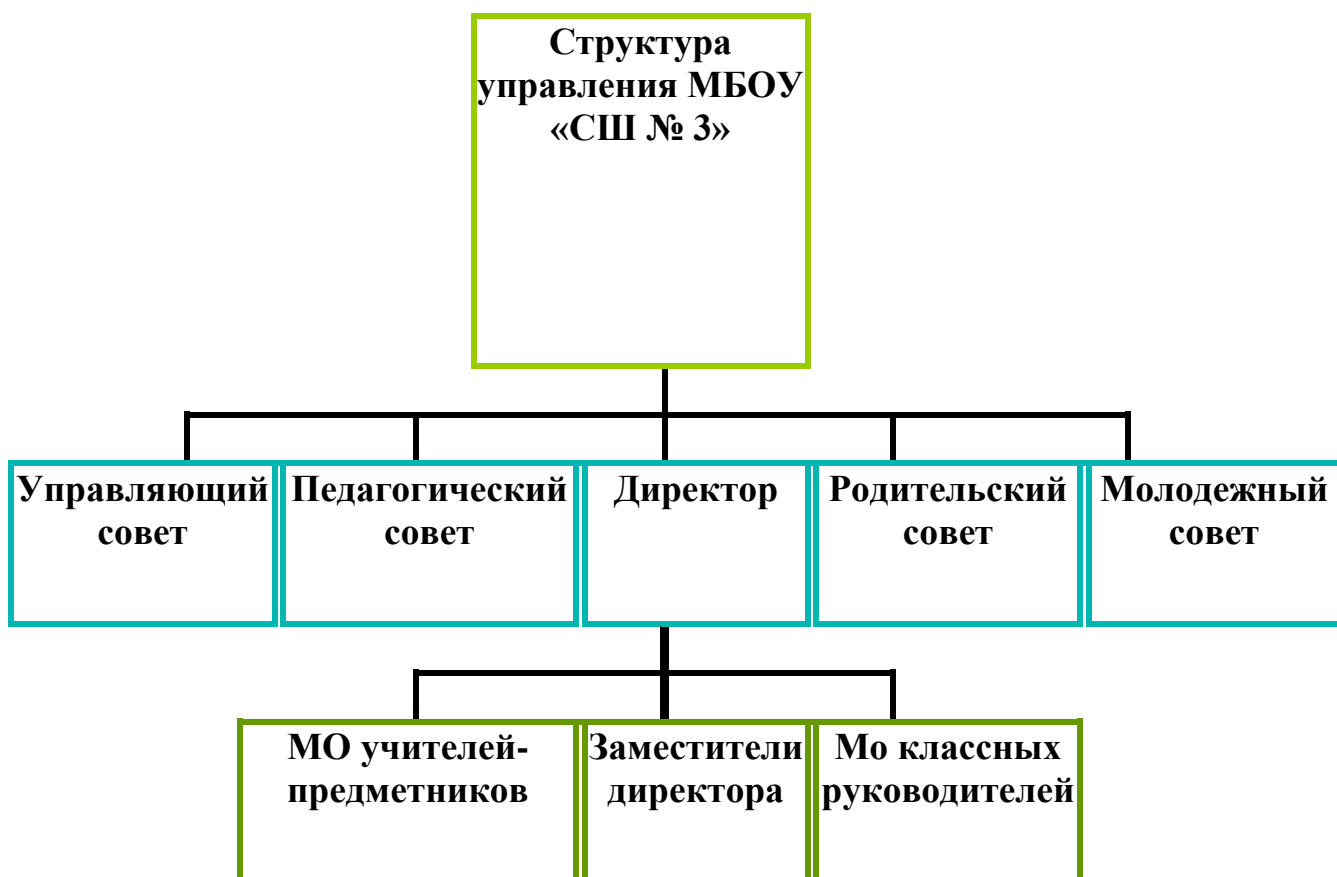 Структура
управления МБОУ
«СШ № 3»
Управляющий
совет
Педагогический
совет
Директор
Родительский
совет
Молодежный
совет
МО учителей-
предметников
Заместители
директора
Мо классных
руководителей